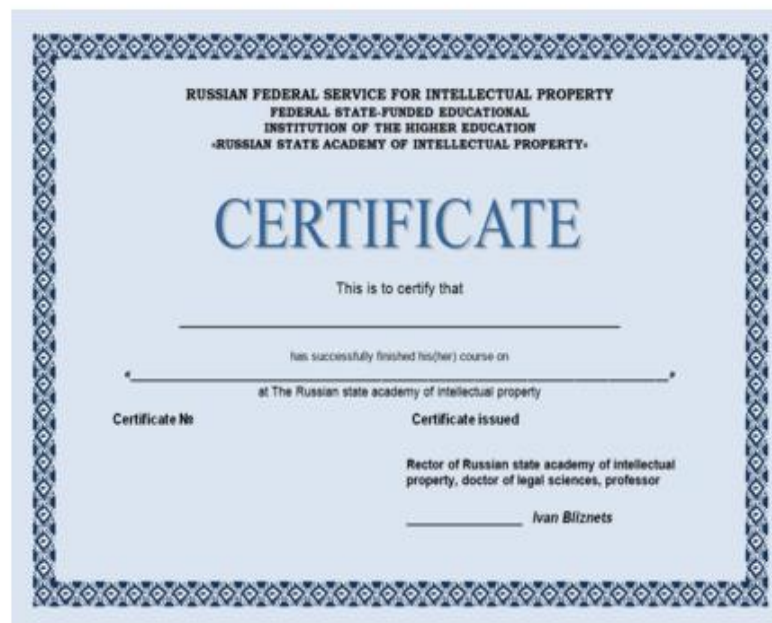 RUSSIAN FEDERAL SERVICE FOR INTELLECTUAL PROPERTY
FEDERAL STATE-FUNDED EDUCATIONAL
INSTITUTION OF THE HIGHER EDUCATION
«RUSSIAN STATE ACADEMY OF INTELLECTUAL PROPERTY»
CERTIFICATE
This is to certify that
has successfully finished his(her) course on
«_____»
at The Russian state academy of intellectual property
Certificate №
Certificate issued
Rector of Russian state academy of intellectual
property, doctor of legal sciences, professor
Ivan Bliznets